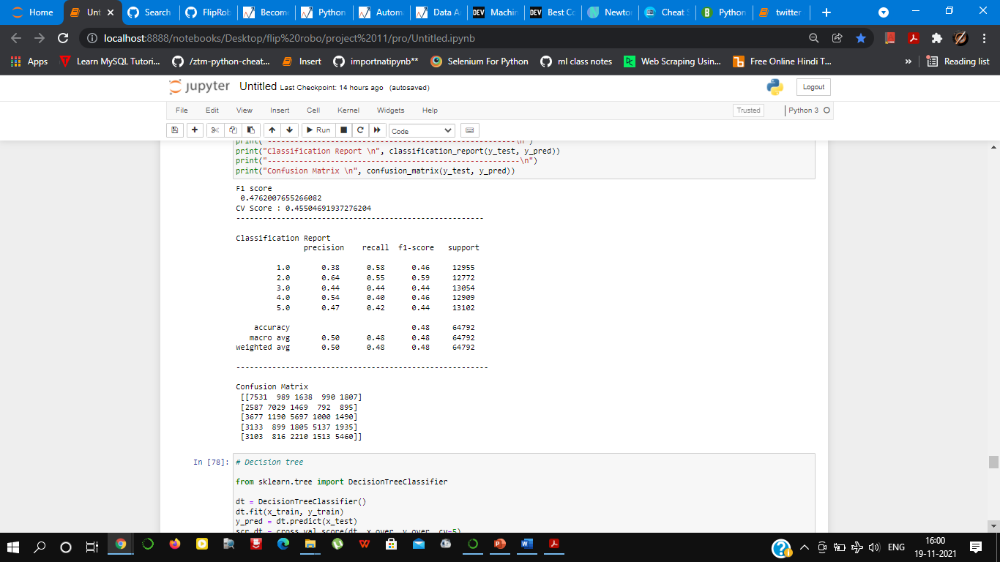 Home Unt Search FlipRob Become Python Autom Data A DEV Machin DEV Best Co Newto Cheat S B Python twitter
localhost:8888/notebooks/Desktop/flip%20robo/project%2011/pro/Untitled.ipynb
Apps Learn MySQL Tutori... /ztm-python-cheat... Insert importnatipynb** Selenium For Python ml class notes Web Scraping Usin... Free Online Hindi T... » Reading list
jupyter Untitled Last Checkpoint: 14 hours ago (autosaved) Logout
File Edit View Insert Cell Kernel Widgets Help Trusted Python 3
Run Code
print("-------------------------------------------------------\n")
print("Classification Report \n", classification_report(y_test, y_pred))
print("--------------------------------------------------------\n")
print("Confusion Matrix \n", confusion_matrix(y_test, y_pred))
F1 score
0.4762007655266082
CV Score : 0.45504691937276204
-------------------------------------------------------
Classification Report
precision recall f1-score support
1.0 0.38 0.58 0.46 12955
2.0 0.64 0.55 0.59 12772
3.0 0.44 0.44 0.44 13054
4.0 0.54 0.40 0.46 12909
5.0 0.47 0.42 0.44 13102
accuracy 0.48 64792
macro avg 0.50 0.48 0.48 64792
weighted avg 0.50 0.48 0.48 64792
--------------------------------------------------------
Confusion Matrix
[[7531 989 1638 990 1807]
[2587 7029 1469 792 895]
[3677 1190 5697 1000 1490]
[3133 899 1805 5137 1935]
[3103 816 2210 1513 5460]]
In [78]: # Decision tree
from sklearn.tree import DecisionTreeClassifier
dt = DecisionTreeClassifier()
dt.fit(x_train, y_train)
y_pred = dt.predict(x_test)
scr_dt = cross_val_score(dt, x_over, y_over, cv=5)
ENG 16:00
19-11-2021